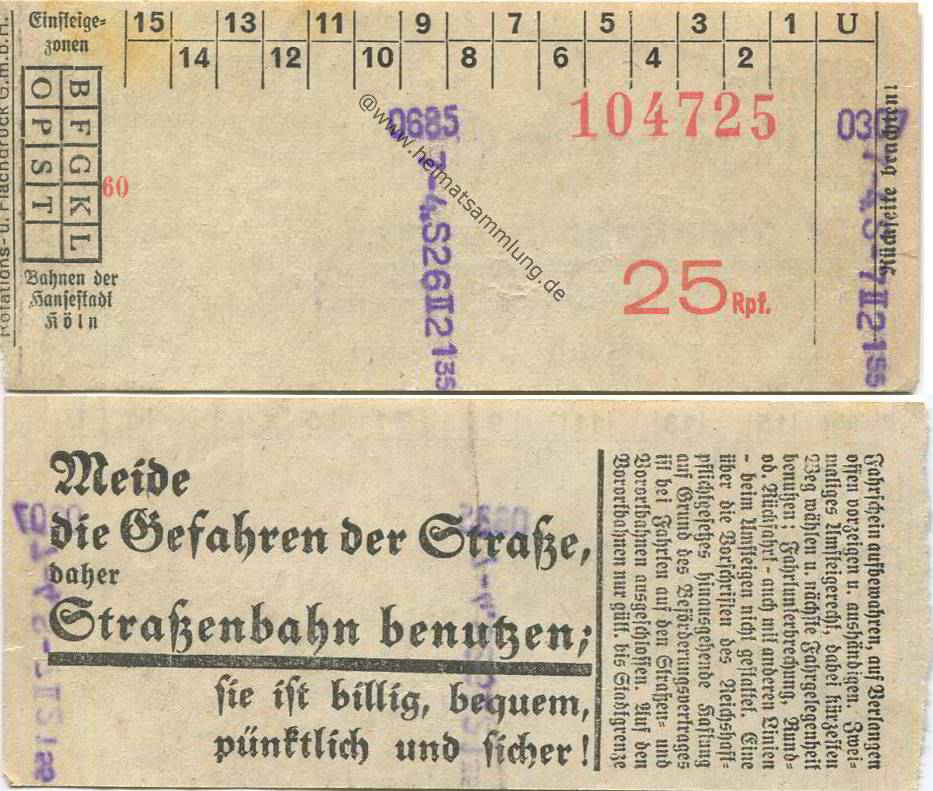 Einsteige-
zonen
15 13 11 9 7 5 3 1 U
14 12 10 8 6 4 2
B F G K L
O P S T
60
Bahnen der
Hansestadt
Köln
Rotations- u. Flachdruck G.m.b.H.
0685
104725
25 Rpf.
Rückseite beachten!
@www.heimatsammlung.de
Meide
die Gefahren der Straße,
daher
Straßenbahn benutzen;
sie ist billig, bequem,
pünktlich und sicher!
Fahrschein aufbewahren, auf Verlangen
offen vorzeigen u. aushändigen. Zwei-
maliges Umsteigerecht, dabei kürzesten
Weg wählen u. nächste Fahrgelegenheit
benutzen; Fahrtunterbrechung, Rund-
od. Rückfahrt - auch mit anderen Linien
- beim Umsteigen nicht gestattet. Eine
über die Vorschriften des Reichshaft-
pflichtgesetzes hinausgehende Haftung
auf Grund des Beförderungsvertrages
ist bei Fahrten auf den Straßen- und
Vorortbahnen ausgeschlossen. Auf den
Vorortbahnen nur gült. bis Stadtgrenze